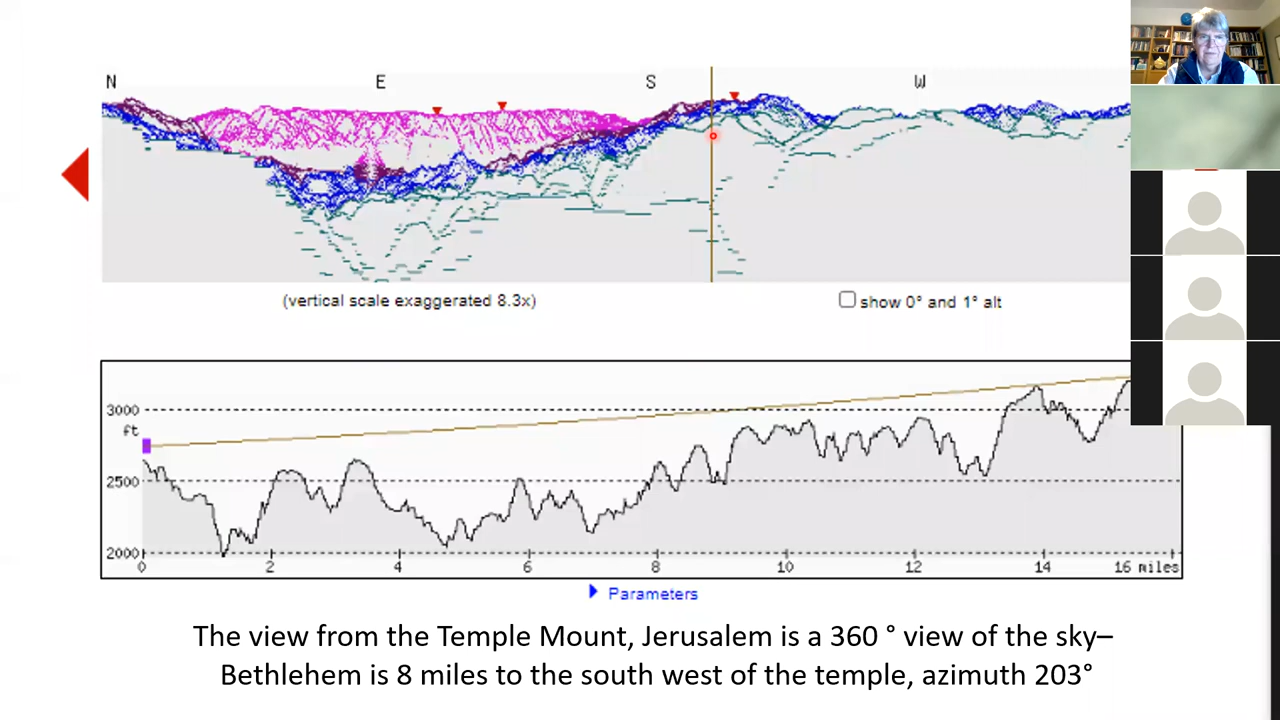 N E S W
(vertical scale exaggerated 8.3x)
show 0° and 1° alt
3000
ft
2500
2000
0 2 4 6 8 10 12 14 16 miles
Parameters
The view from the Temple Mount, Jerusalem is a 360 ° view of the sky–
Bethlehem is 8 miles to the south west of the temple, azimuth 203°